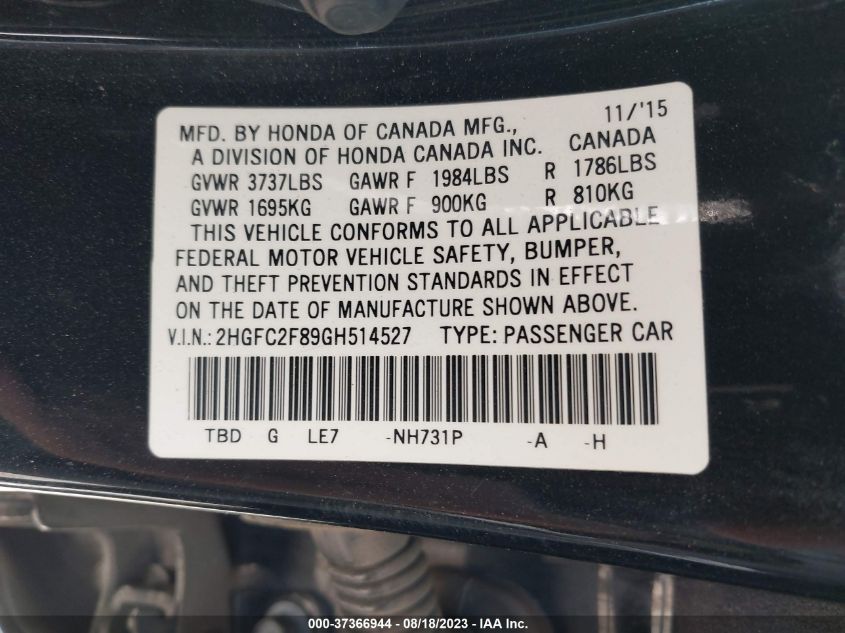 11/'15
MFD. BY HONDA OF CANADA MFG.,
A DIVISION OF HONDA CANADA INC. CANADA
GVWR 3737LBS GAWR F 1984LBS R 1786LBS
GVWR 1695KG GAWR F 900KG R 810KG
THIS VEHICLE CONFORMS TO ALL APPLICABLE
FEDERAL MOTOR VEHICLE SAFETY, BUMPER,
AND THEFT PREVENTION STANDARDS IN EFFECT
ON THE DATE OF MANUFACTURE SHOWN ABOVE.
V.I.N.: 2HGFC2F89GH514527 TYPE: PASSENGER CAR
TBD G LE7 -NH731P -A -H
000-37366944 / 08/18/2023 - IAA Inc.